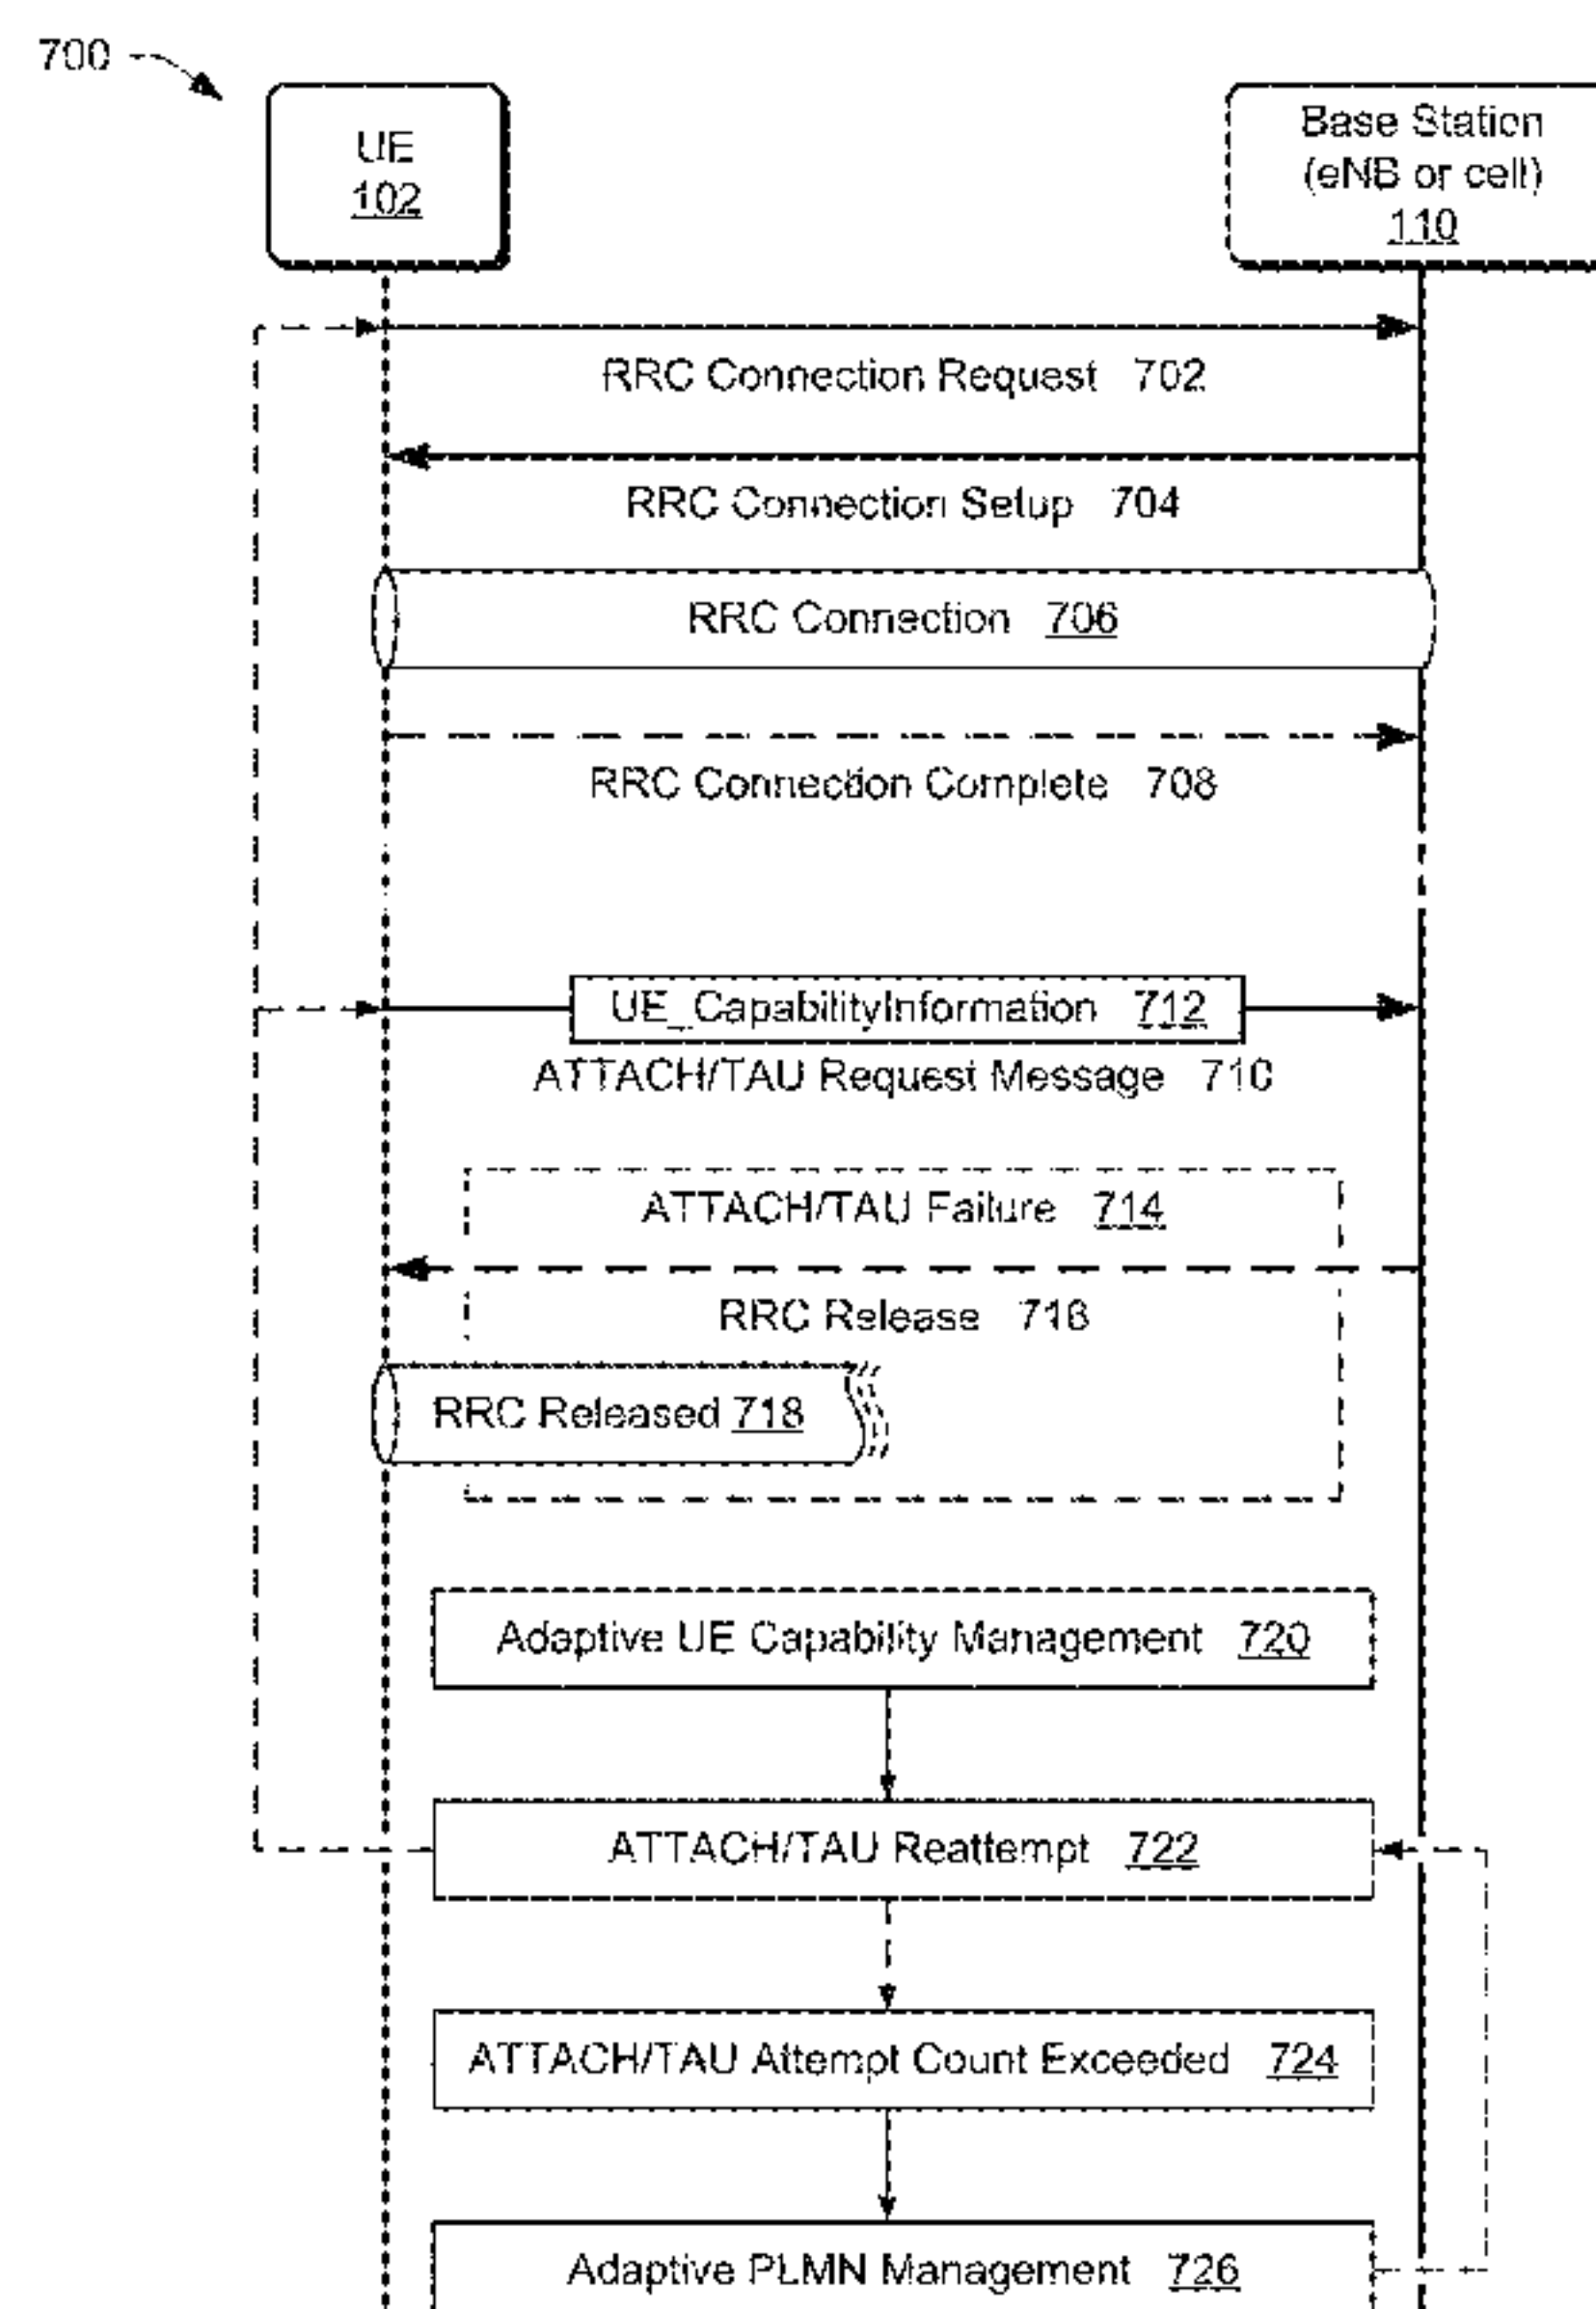 700
UE
102
Base Station
(eNB or cell)
110
RRC Connection Request 702
RRC Connection Setup 704
RRC Connection 706
RRC Connection Complete 708
UE_CapabilityInformation 712
ATTACH/TAU Request Message 710
ATTACH/TAU Failure 714
RRC Release 716
RRC Released 718
Adaptive UE Capability Management 720
ATTACH/TAU Reattempt 722
ATTACH/TAU Attempt Count Exceeded 724
Adaptive PLMN Management 726